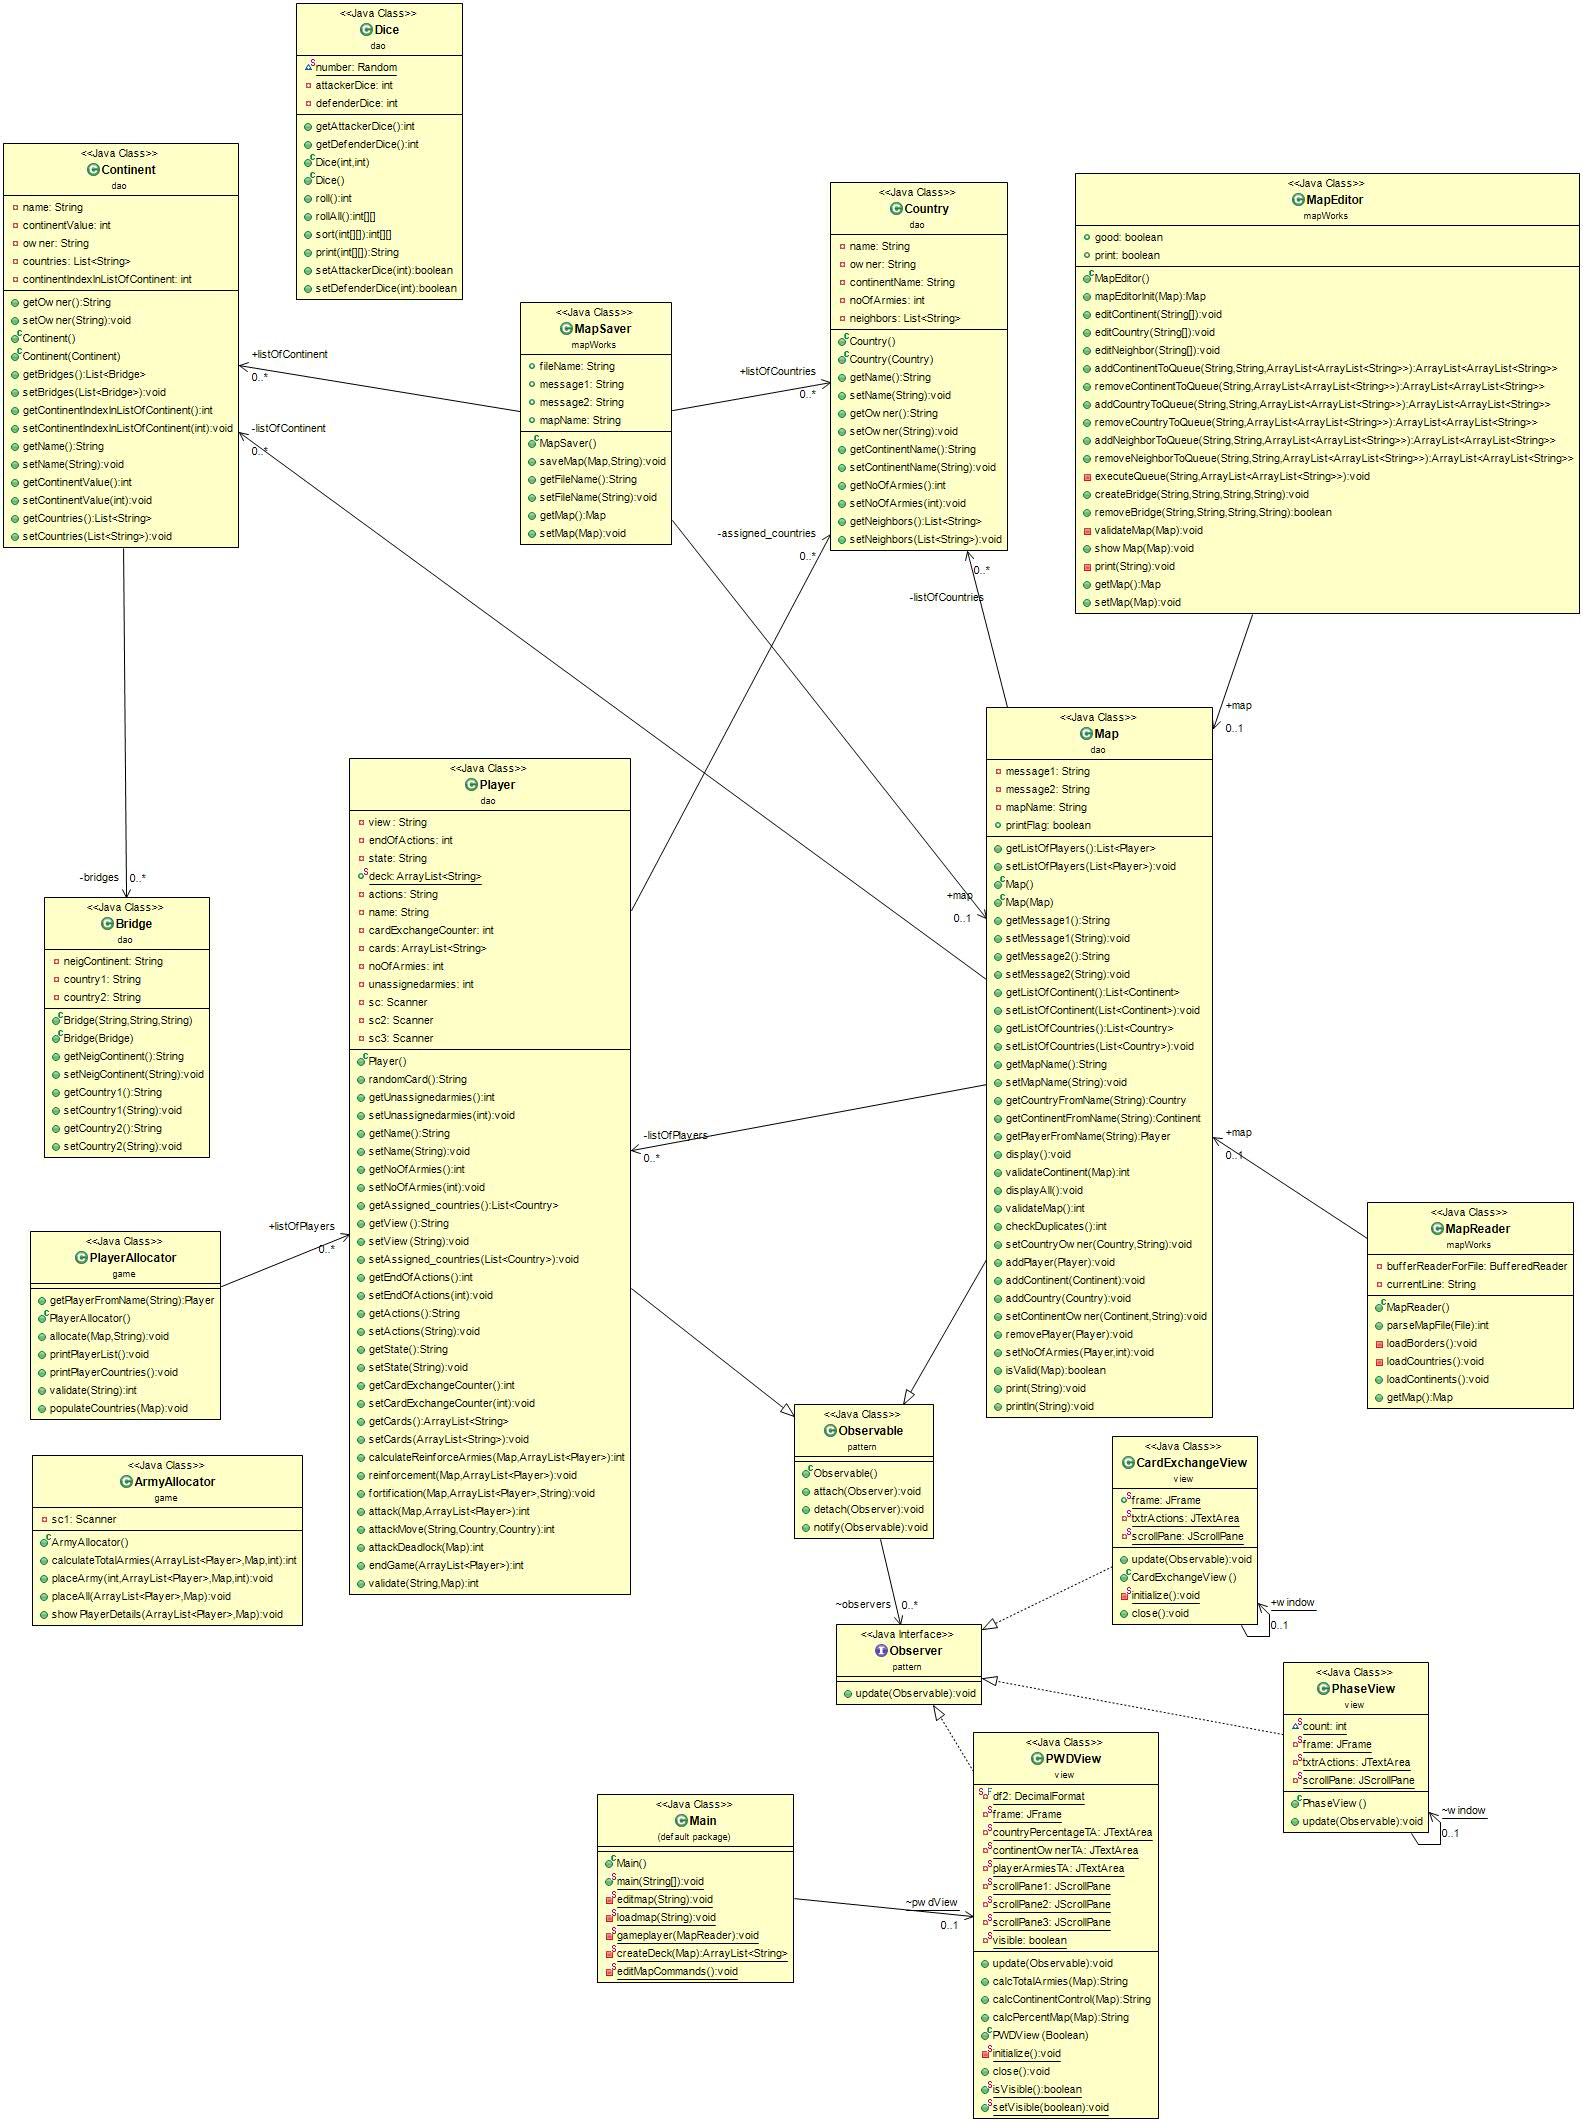 <<Java Class>>
Dice
dao
number: Random
attackerDice: int
defenderDice: int
getAttackerDice():int
getDefenderDice():int
Dice(int,int)
Dice()
roll():int
rollAll():int[][]
sort(int[][]):int[][]
print(int[][]):String
setAttackerDice(int):boolean
setDefenderDice(int):boolean
<<Java Class>>
Continent
dao
name: String
continentValue: int
owner: String
countries: List<String>
continentIndexInListOfContinent: int
getOwner():String
setOwner(String):void
Continent()
Continent(Continent)
getBridges():List<Bridge>
setBridges(List<Bridge>):void
getContinentIndexInListOfContinent():int
setContinentIndexInListOfContinent(int):void
getName():String
setName(String):void
getContinentValue():int
setContinentValue(int):void
getCountries():List<String>
setCountries(List<String>):void
<<Java Class>>
MapSaver
mapWorks
fileName: String
message1: String
message2: String
mapName: String
MapSaver()
saveMap(Map,String):void
getFileName():String
setFileName(String):void
getMap():Map
setMap(Map):void
<<Java Class>>
Country
dao
name: String
owner: String
continentName: String
noOfArmies: int
neighbors: List<String>
Country()
Country(Country)
getName():String
setName(String):void
getOwner():String
setOwner(String):void
getContinentName():String
setContinentName(String):void
getNoOfArmies():int
setNoOfArmies(int):void
getNeighbors():List<String>
setNeighbors(List<String>):void
<<Java Class>>
MapEditor
mapWorks
good: boolean
print: boolean
MapEditor()
mapEditorInit(Map):Map
editContinent(String[]):void
editCountry(String[]):void
editNeighbor(String[]):void
addContinentToQueue(String,String,ArrayList<ArrayList<String>>):ArrayList<ArrayList<String>>
removeContinentToQueue(String,ArrayList<ArrayList<String>>):ArrayList<ArrayList<String>>
addCountryToQueue(String,String,ArrayList<ArrayList<String>>):ArrayList<ArrayList<String>>
removeCountryToQueue(String,ArrayList<ArrayList<String>>):ArrayList<ArrayList<String>>
addNeighborToQueue(String,String,ArrayList<ArrayList<String>>):ArrayList<ArrayList<String>>
removeNeighborToQueue(String,String,ArrayList<ArrayList<String>>):ArrayList<ArrayList<String>>
executeQueue(String,ArrayList<ArrayList<String>>):void
createBridge(String,String,String,String):void
removeBridge(String,String,String,String):boolean
validateMap(Map):void
showMap(Map):void
print(String):void
getMap():Map
setMap(Map):void
+listOfContinent
0..*
-listOfContinent
0..*
+listOfCountries
0..*
-assigned_countries
0..*
0..*
-listOfCountries
+map
0..1
+map
0..1
-bridges 0..*
<<Java Class>>
Bridge
dao
neigContinent: String
country1: String
country2: String
Bridge(String,String,String)
Bridge(Bridge)
getNeigContinent():String
setNeigContinent(String):void
getCountry1():String
setCountry1(String):void
getCountry2():String
setCountry2(String):void
<<Java Class>>
Player
dao
view: String
endOfActions: int
state: String
deck: ArrayList<String>
actions: String
name: String
cardExchangeCounter: int
cards: ArrayList<String>
noOfArmies: int
unassignedarmies: int
sc: Scanner
sc2: Scanner
sc3: Scanner
Player()
randomCard():String
getUnassignedarmies():int
setUnassignedarmies(int):void
getName():String
setName(String):void
getNoOfArmies():int
setNoOfArmies(int):void
getAssigned_countries():List<Country>
getView():String
setView(String):void
setAssigned_countries(List<Country>):void
getEndOfActions():int
setEndOfActions(int):void
getActions():String
setActions(String):void
getState():String
setState(String):void
getCardExchangeCounter():int
setCardExchangeCounter(int):void
getCards():ArrayList<String>
setCards(ArrayList<String>):void
calculateReinforceArmies(Map,ArrayList<Player>):int
reinforcement(Map,ArrayList<Player>):void
fortification(Map,ArrayList<Player>,String):void
attack(Map,ArrayList<Player>):int
attackMove(String,Country,Country):int
attackDeadlock(Map):int
endGame(ArrayList<Player>):int
validate(String,Map):int
<<Java Class>>
Map
dao
message1: String
message2: String
mapName: String
printFlag: boolean
getListOfPlayers():List<Player>
setListOfPlayers(List<Player>):void
Map()
Map(Map)
getMessage1():String
setMessage1(String):void
getMessage2():String
setMessage2(String):void
getListOfContinent():List<Continent>
setListOfContinent(List<Continent>):void
getListOfCountries():List<Country>
setListOfCountries(List<Country>):void
getMapName():String
setMapName(String):void
getCountryFromName(String):Country
getContinentFromName(String):Continent
getPlayerFromName(String):Player
display():void
validateContinent(Map):int
displayAll():void
validateMap():int
checkDuplicates():int
setCountryOwner(Country,String):void
addPlayer(Player):void
addContinent(Continent):void
addCountry(Country):void
setContinentOwner(Continent,String):void
removePlayer(Player):void
setNoOfArmies(Player,int):void
isValid(Map):boolean
print(String):void
println(String):void
-listOfPlayers
0..*
+map
0..1
<<Java Class>>
MapReader
mapWorks
bufferReaderForFile: BufferedReader
currentLine: String
MapReader()
parseMapFile(File):int
loadBorders():void
loadCountries():void
loadContinents():void
getMap():Map
+listOfPlayers
0..*
<<Java Class>>
PlayerAllocator
game
getPlayerFromName(String):Player
PlayerAllocator()
allocate(Map,String):void
printPlayerList():void
printPlayerCountries():void
validate(String):int
populateCountries(Map):void
<<Java Class>>
ArmyAllocator
game
sc1: Scanner
ArmyAllocator()
calculateTotalArmies(ArrayList<Player>,Map,int):int
placeArmy(int,ArrayList<Player>,Map,int):void
placeAll(ArrayList<Player>,Map):void
showPlayerDetails(ArrayList<Player>,Map):void
<<Java Class>>
Observable
pattern
Observable()
attach(Observer):void
detach(Observer):void
notify(Observable):void
~observers 0..*
<<Java Interface>>
Observer
pattern
update(Observable):void
<<Java Class>>
CardExchangeView
view
frame: JFrame
txtrActions: JTextArea
scrollPane: JScrollPane
update(Observable):void
CardExchangeView()
initialize():void
close():void
+window
0..1
<<Java Class>>
PhaseView
view
count: int
frame: JFrame
txtrActions: JTextArea
scrollPane: JScrollPane
PhaseView()
update(Observable):void
~window
0..1
<<Java Class>>
Main
(default package)
Main()
main(String[]):void
editmap(String):void
loadmap(String):void
gameplayer(MapReader):void
createDeck(Map):ArrayList<String>
editMapCommands():void
~pwdView
0..1
<<Java Class>>
PWDView
view
df2: DecimalFormat
frame: JFrame
countryPercentageTA: JTextArea
continentOwnerTA: JTextArea
playerArmiesTA: JTextArea
scrollPane1: JScrollPane
scrollPane2: JScrollPane
scrollPane3: JScrollPane
visible: boolean
update(Observable):void
calcTotalArmies(Map):String
calcContinentControl(Map):String
calcPercentMap(Map):String
PWDView(Boolean)
initialize():void
close():void
isVisible():boolean
setVisible(boolean):void